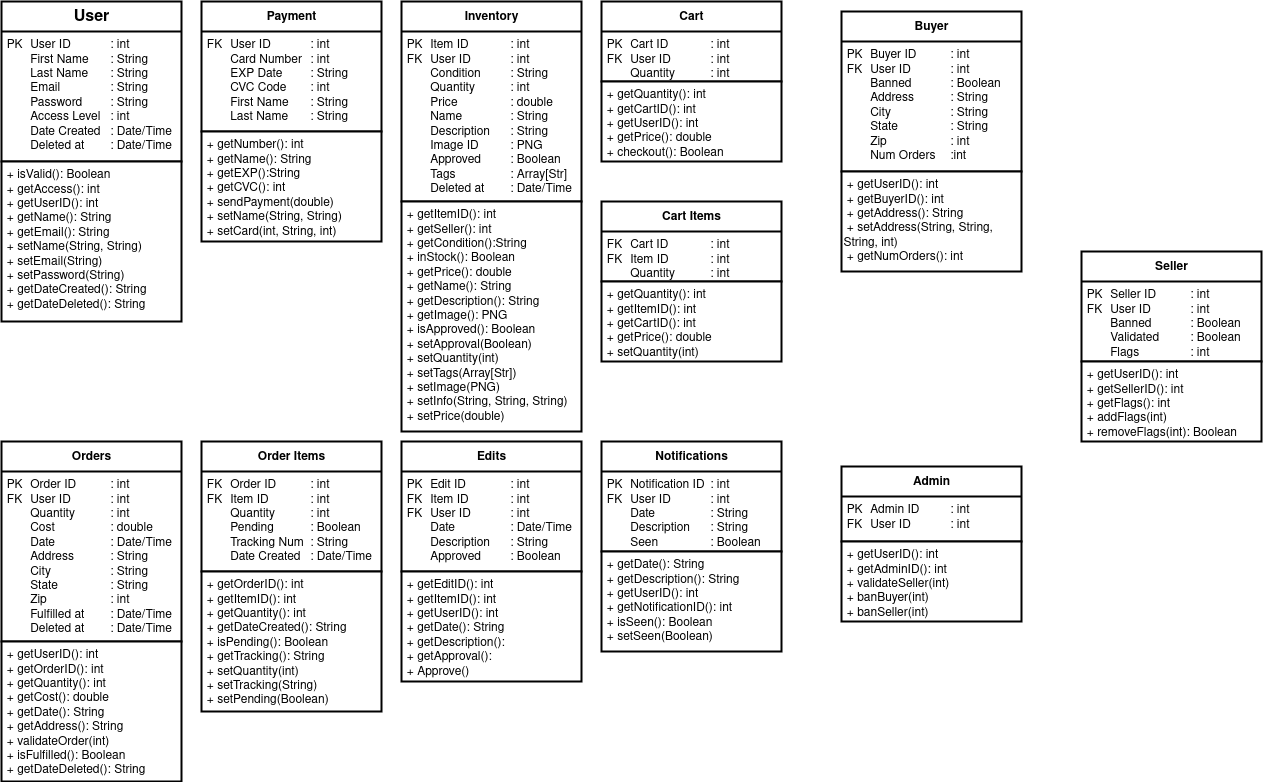 User
PK User ID : int
First Name : String
Last Name : String
Email : String
Password : String
Access Level : int
Date Created : Date/Time
Deleted at : Date/Time
+ isValid(): Boolean
+ getAccess(): int
+ getUserID(): int
+ getName(): String
+ getEmail(): String
+ setName(String, String)
+ setEmail(String)
+ setPassword(String)
+ getDateCreated(): String
+ getDateDeleted(): String
Payment
FK User ID : int
Card Number : int
EXP Date : String
CVC Code : int
First Name : String
Last Name : String
+ getNumber(): int
+ getName(): String
+ getEXP():String
+ getCVC(): int
+ sendPayment(double)
+ setName(String, String)
+ setCard(int, String, int)
Inventory
PK Item ID : int
FK User ID : int
Condition : String
Quantity : int
Price : double
Name : String
Description : String
Image ID : PNG
Approved : Boolean
Tags : Array[Str]
Deleted at : Date/Time
+ getItemID(): int
+ getSeller(): int
+ getCondition():String
+ inStock(): Boolean
+ getPrice(): double
+ getName(): String
+ getDescription(): String
+ getImage(): PNG
+ isApproved(): Boolean
+ setApproval(Boolean)
+ setQuantity(int)
+ setTags(Array[Str])
+ setImage(PNG)
+ setInfo(String, String, String)
+ setPrice(double)
Cart
PK Cart ID : int
FK User ID : int
Quantity : int
+ getQuantity(): int
+ getCartID(): int
+ getUserID(): int
+ getPrice(): double
+ checkout(): Boolean
Cart Items
FK Cart ID : int
FK Item ID : int
Quantity : int
+ getQuantity(): int
+ getItemID(): int
+ getCartID(): int
+ getPrice(): double
+ setQuantity(int)
Buyer
PK Buyer ID : int
FK User ID : int
Banned : Boolean
Address : String
City : String
State : String
Zip : int
Num Orders :int
+ getUserID(): int
+ getBuyerID(): int
+ getAddress(): String
+ setAddress(String, String,
String, int)
+ getNumOrders(): int
Seller
PK Seller ID : int
FK User ID : int
Banned : Boolean
Validated : Boolean
Flags : int
+ getUserID(): int
+ getSellerID(): int
+ getFlags(): int
+ addFlags(int)
+ removeFlags(int): Boolean
Orders
PK Order ID : int
FK User ID : int
Quantity : int
Cost : double
Date : Date/Time
Address : String
City : String
State : String
Zip : int
Fulfilled at : Date/Time
Deleted at : Date/Time
+ getUserID(): int
+ getOrderID(): int
+ getQuantity(): int
+ getCost(): double
+ getDate(): String
+ getAddress(): String
+ validateOrder(int)
+ isFulfilled(): Boolean
+ getDateDeleted(): String
Order Items
FK Order ID : int
FK Item ID : int
Quantity : int
Pending : Boolean
Tracking Num : String
Date Created : Date/Time
+ getOrderID(): int
+ getItemID(): int
+ getQuantity(): int
+ getDateCreated(): String
+ isPending(): Boolean
+ getTracking(): String
+ setQuantity(int)
+ setTracking(String)
+ setPending(Boolean)
Edits
PK Edit ID : int
FK Item ID : int
FK User ID : int
Date : Date/Time
Description : String
Approved : Boolean
+ getEditID(): int
+ getItemID(): int
+ getUserID(): int
+ getDate(): String
+ getDescription():
+ getApproval():
+ Approve()
Notifications
PK Notification ID : int
FK User ID : int
Date : String
Description : String
Seen : Boolean
+ getDate(): String
+ getDescription(): String
+ getUserID(): int
+ getNotificationID(): int
+ isSeen(): Boolean
+ setSeen(Boolean)
Admin
PK Admin ID : int
FK User ID : int
+ getUserID(): int
+ getAdminID(): int
+ validateSeller(int)
+ banBuyer(int)
+ banSeller(int)